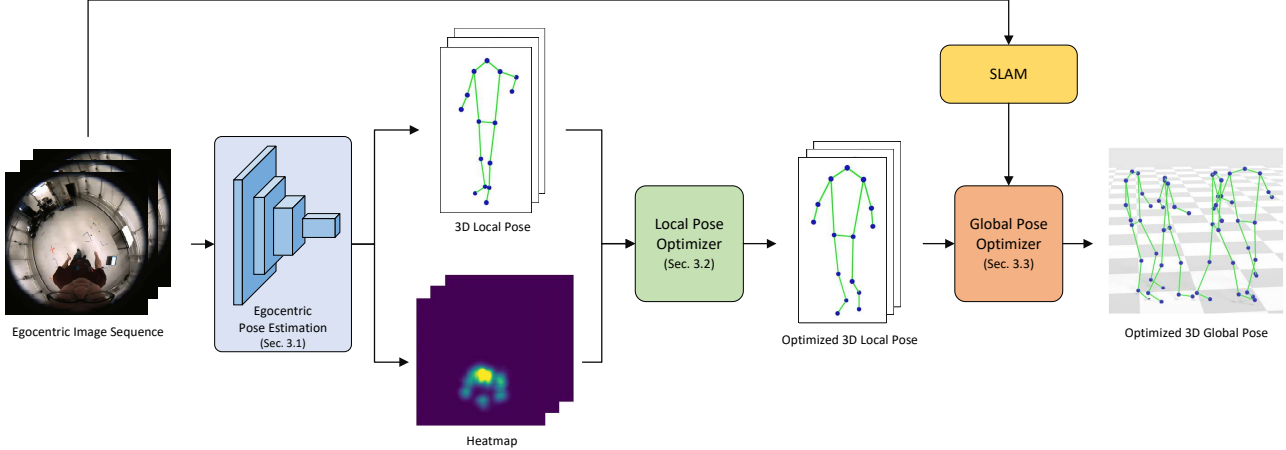 SLAM
3D Local Pose
Local Pose
Optimizer
(Sec. 3.2)
Global Pose
Optimizer
(Sec. 3.3)
Egocentric
Pose Estimation
(Sec. 3.1)
Egocentric Image Sequence
Optimized 3D Local Pose
Optimized 3D Global Pose
Heatmap